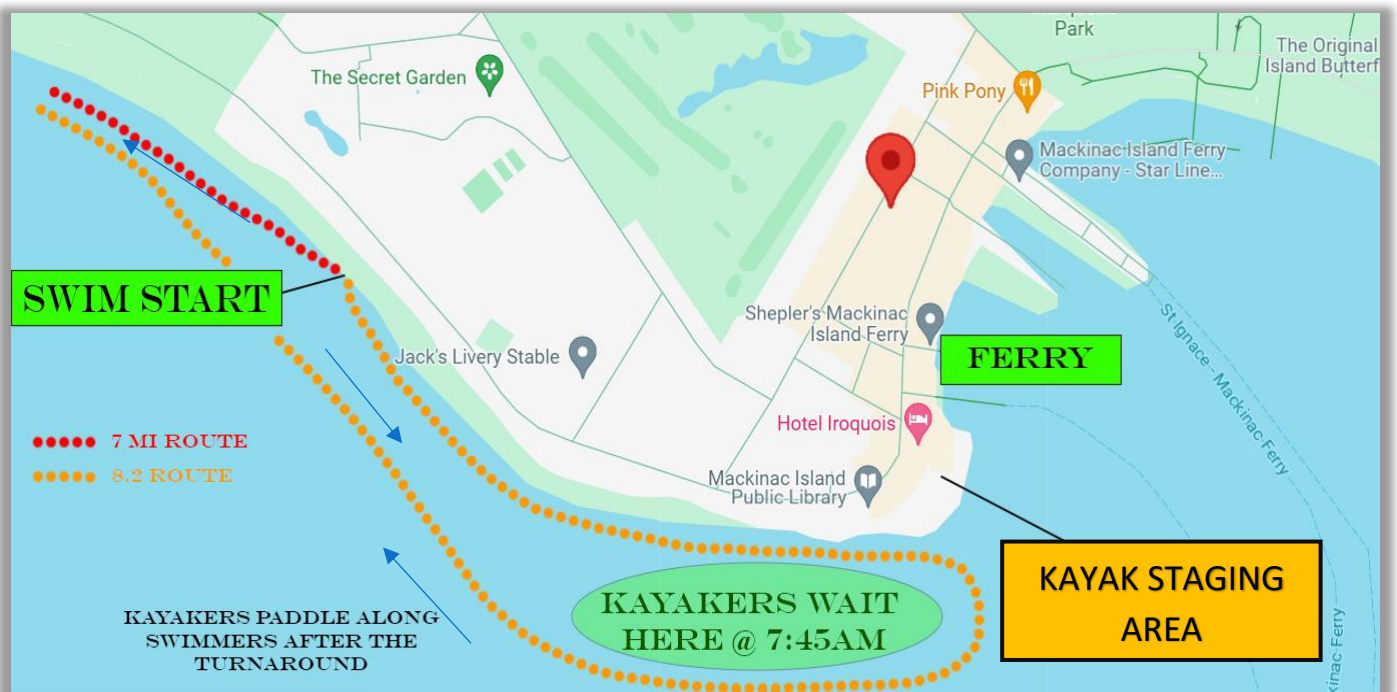 Park
The Original
Island Butterf
The Secret Garden
Pink Pony
Mackinac Island Ferry
Company - Star Line...
SWIM START
Shepler's Mackinac
Island Ferry
St Ignace - Mackinac Ferry
FERRY
Jack's Livery Stable
Hotel Iroquois
7 MI ROUTE
8.2 ROUTE
Mackinac Island
Public Library
KAYAK STAGING
AREA
KAYAKERS WAIT
HERE @ 7:45AM
KAYAKERS PADDLE ALONG
SWIMMERS AFTER THE
TURNAROUND
kinac-Ferry